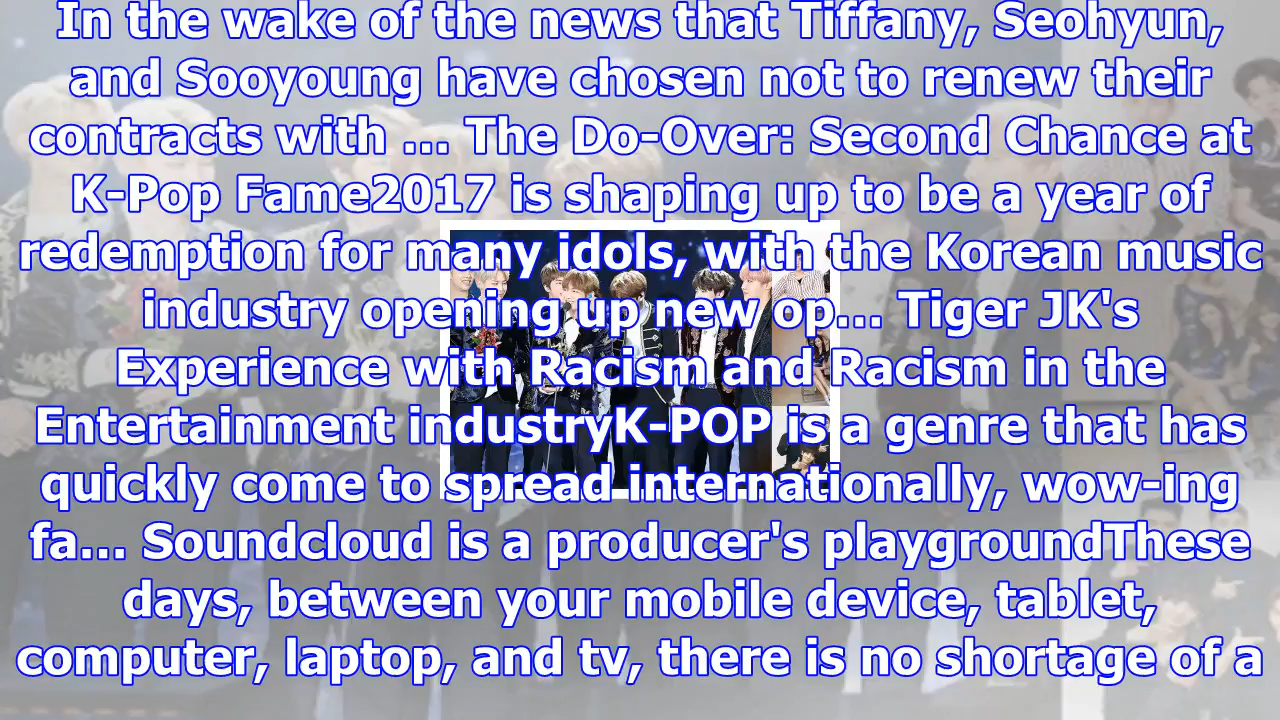 In the wake of the news that Tiffany, Seohyun,
and Sooyoung have chosen not to renew their
contracts with ... The Do-Over: Second Chance at
K-Pop Fame2017 is shaping up to be a year of
redemption for many idols, with the Korean music
industry opening up new op... Tiger JK's
Experience with Racism and Racism in the
Entertainment industryK-POP is a genre that has
quickly come to spread internationally, wow-ing
fa... Soundcloud is a producer's playgroundThese
days, between your mobile device, tablet,
computer, laptop, and tv, there is no shortage of a